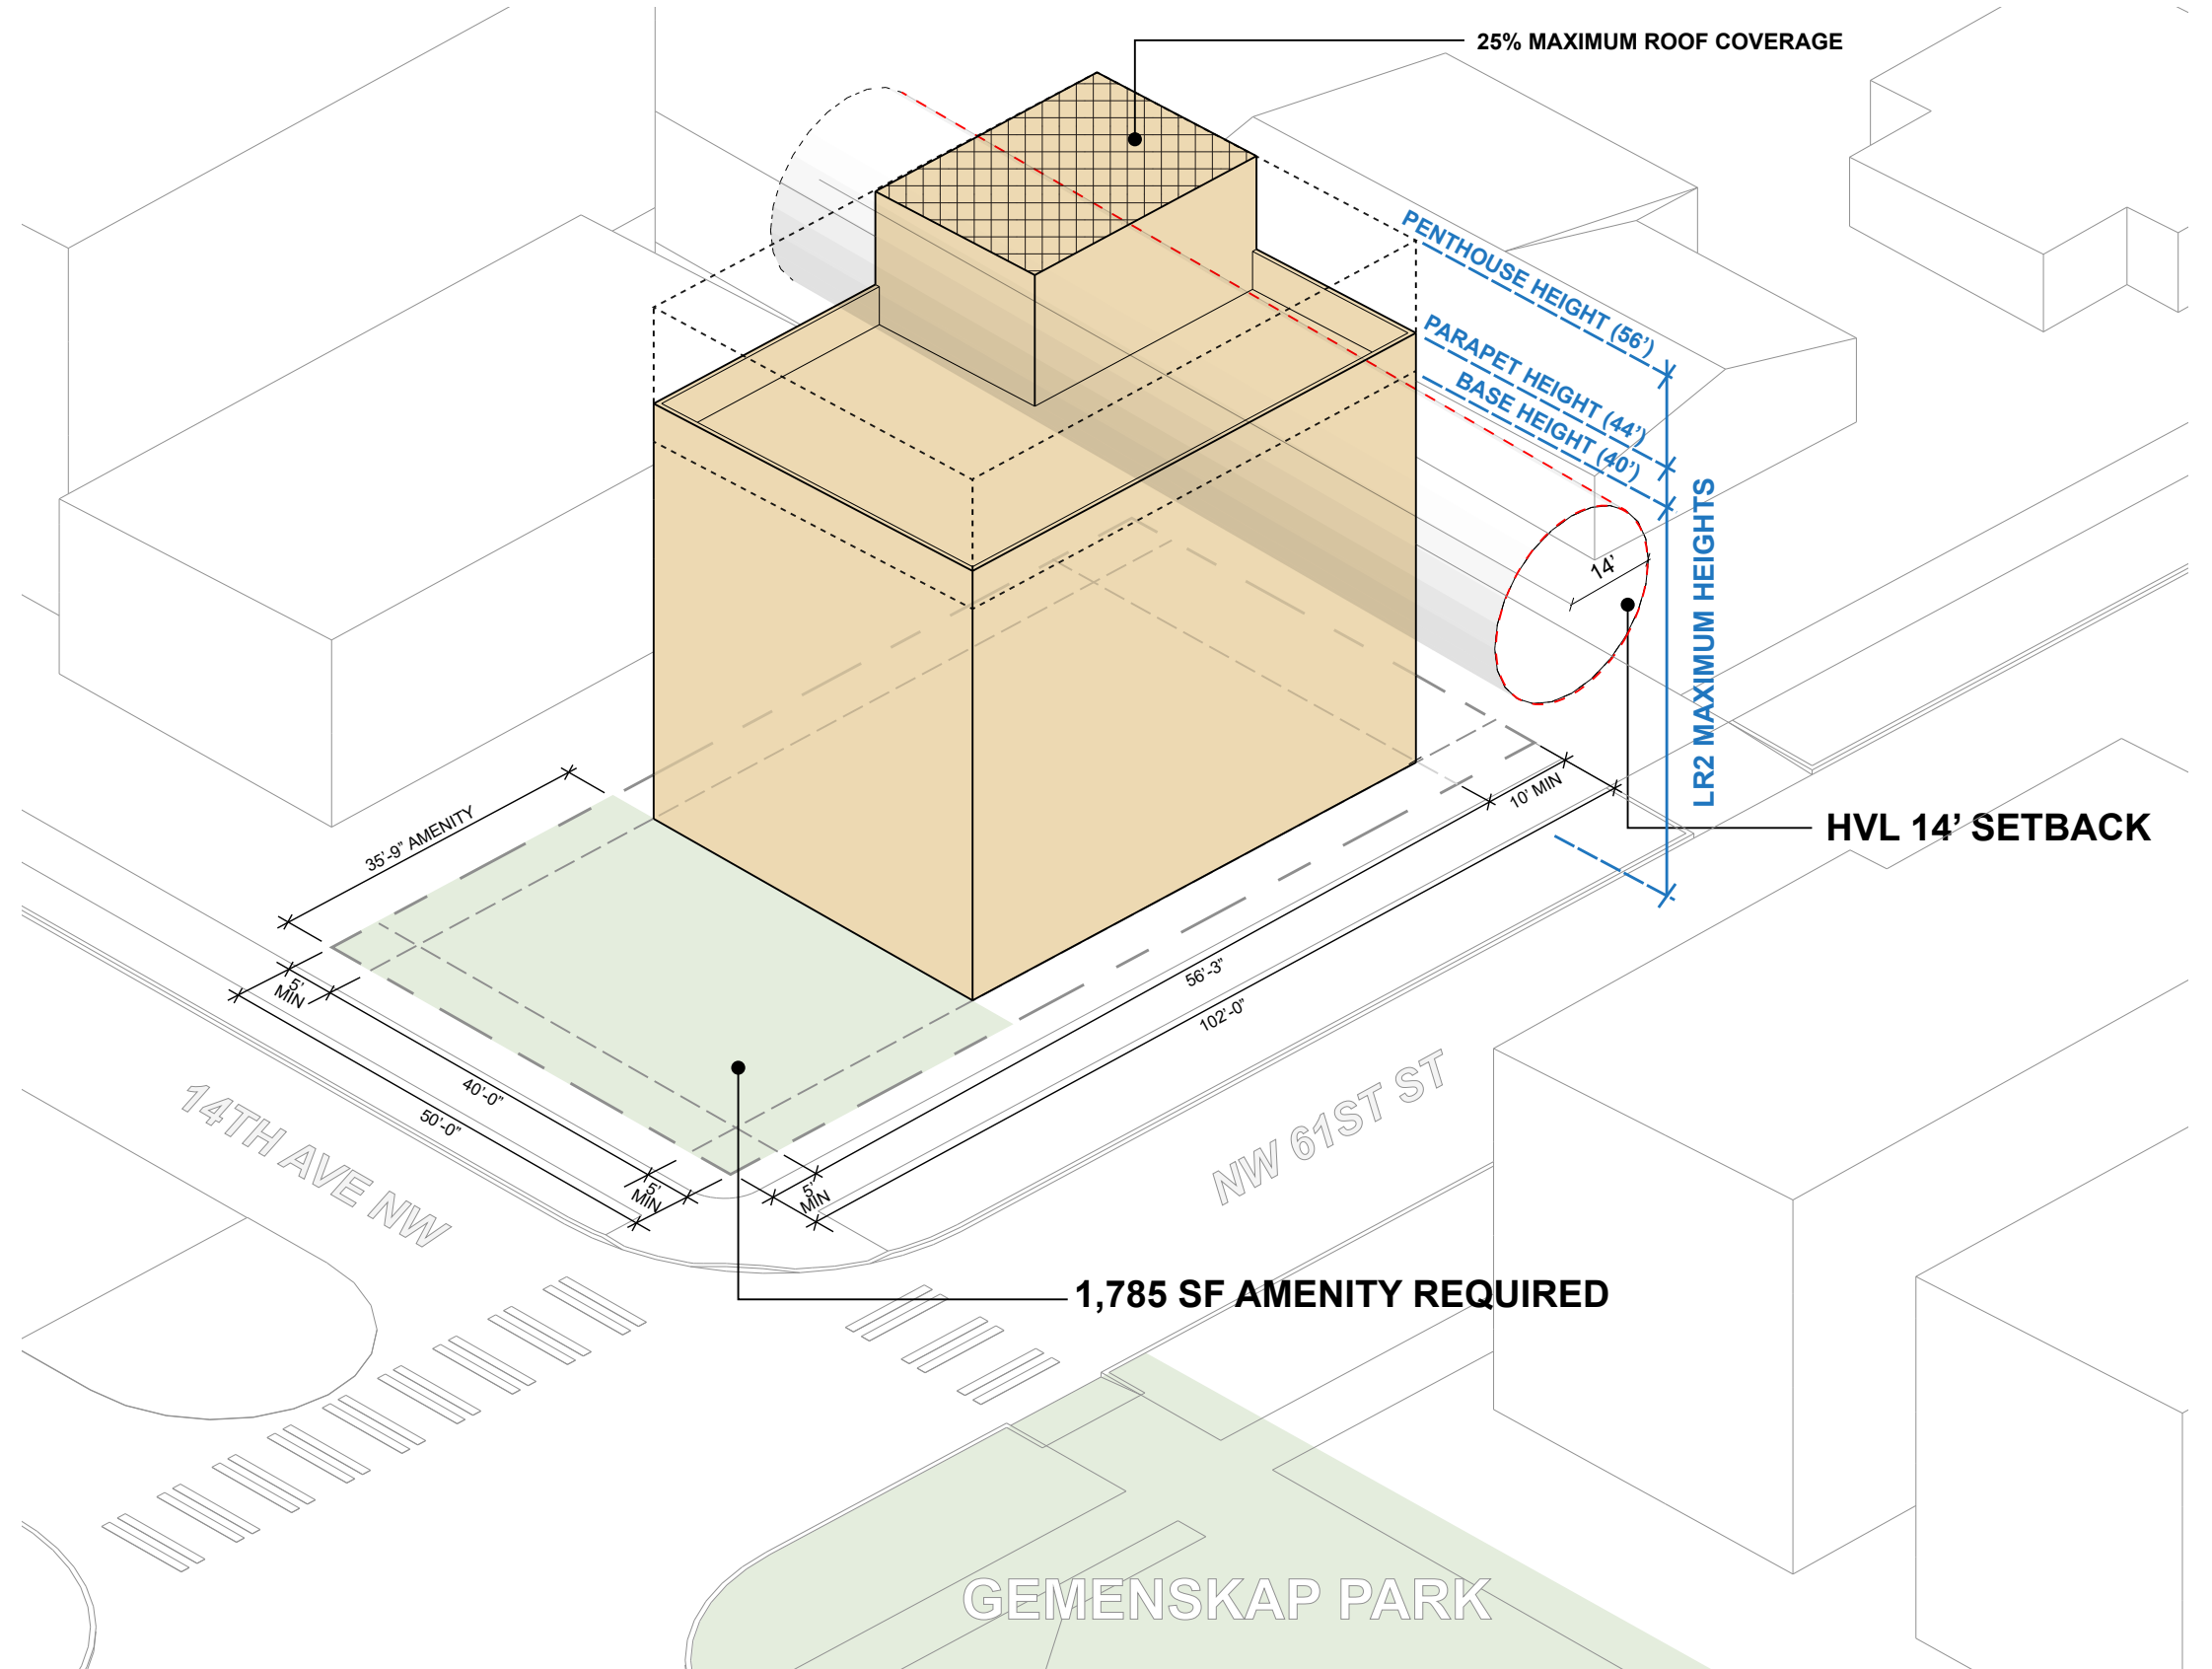 25% MAXIMUM ROOF COVERAGE
PENTHOUSE HEIGHT (56’)
PARAPET HEIGHT (44’)
BASE HEIGHT (40’)
14’
LR2 MAXIMUM HEIGHTS
HVL 14’ SETBACK
10’ MIN
35’-9” AMENITY
56’-3”
102’-0”
5’
MIN
40’-0”
50’-0”
5’
MIN
5’
MIN
14TH AVE NW
NW 61ST ST
1,785 SF AMENITY REQUIRED
GEMENSKAP PARK